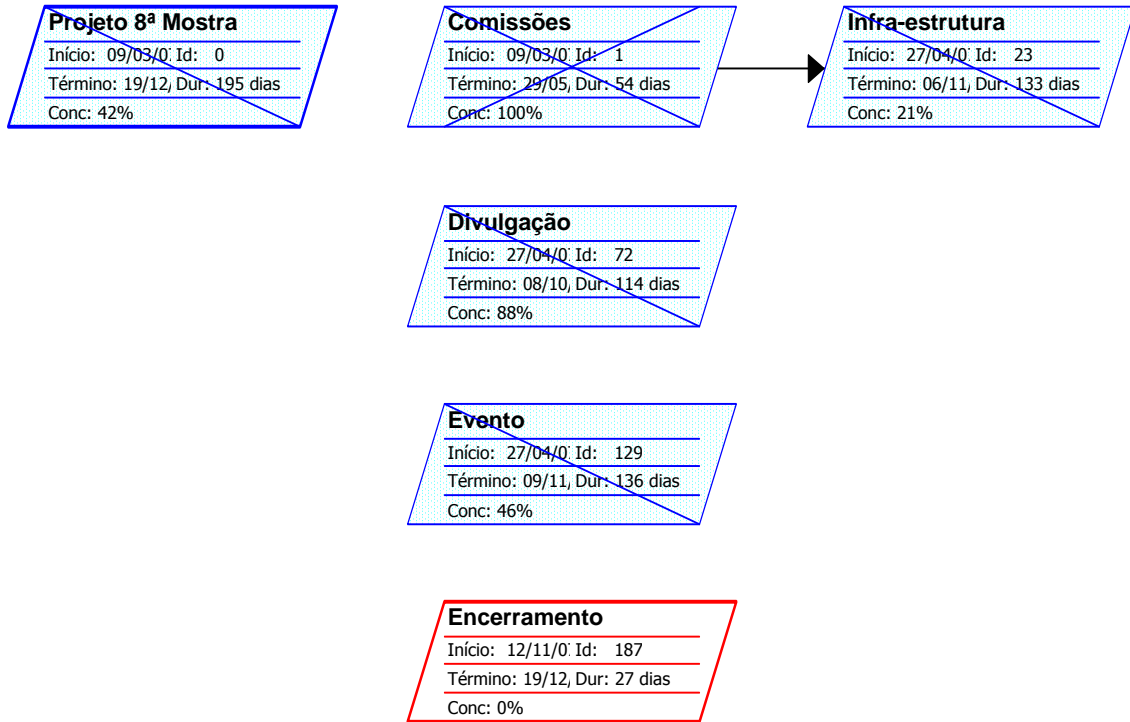 Projeto 8ª Mostra
Início: 09/03/0 Id: 0
Término: 19/12/ Dur: 195 dias
Conc: 42%
Comissões
Início: 09/03/0 Id: 1
Término: 29/05/ Dur: 54 dias
Conc: 100%
Infra-estrutura
Início: 27/04/0 Id: 23
Término: 06/11/ Dur: 133 dias
Conc: 21%
Divulgação
Início: 27/04/0 Id: 72
Término: 08/10/ Dur: 114 dias
Conc: 88%
Evento
Início: 27/04/0 Id: 129
Término: 09/11/ Dur: 136 dias
Conc: 46%
Encerramento
Início: 12/11/0 Id: 187
Término: 19/12/ Dur: 27 dias
Conc: 0%